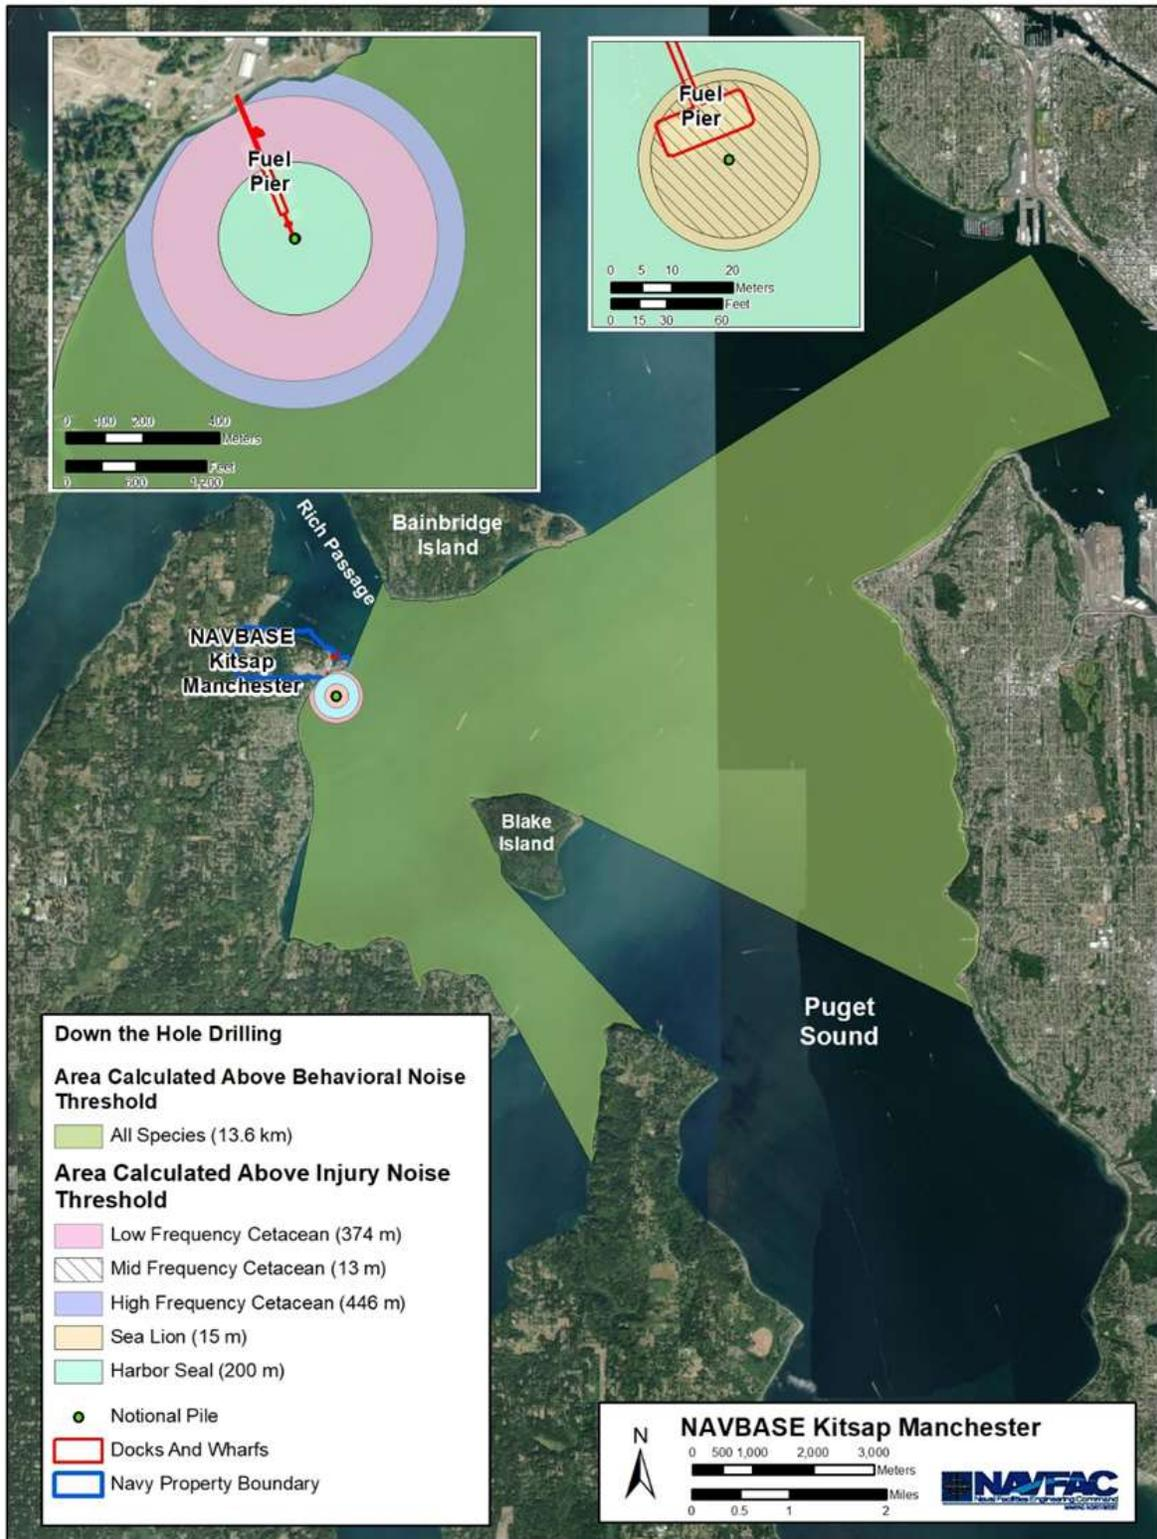 Fuel
Pier
0 100 200 400
Meters
Feet
0 600 1,200
Fuel
Pier
0 5 10 20
Meters
Feet
0 15 30 60
Rich Passage
Bainbridge
Island
NAVBASE
Kitsap
Manchester
Blake
Island
Puget
Sound
Down the Hole Drilling
Area Calculated Above Behavioral Noise
Threshold
All Species (13.6 km)
Area Calculated Above Injury Noise
Threshold
Low Frequency Cetacean (374 m)
Mid Frequency Cetacean (13 m)
High Frequency Cetacean (446 m)
Sea Lion (15 m)
Harbor Seal (200 m)
Notional Pile
Docks And Wharfs
Navy Property Boundary
NAVBASE Kitsap Manchester
N
0 500 1,000 2,000 3,000
Meters
Miles
0 0.5 1 2
NAVFAC
Naval Facilities Engineering Command